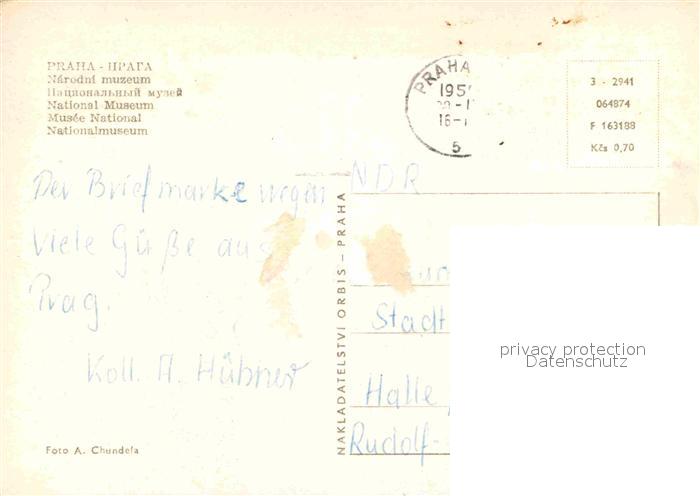 PRAHA - ПРАГА
Národní muzeum
Национальный музей
National Museum
Musée National
Nationalmuseum
PRAHA
195
16-1
5
3 - 2941
064874
F 163188
Kčs 0,70
Der Briefmarke wegen
Viele Güße aus
Prag.
Koll. A. Hübner
Foto A. Chundela
NAKLADATELSTVÍ ORBIS – PRAHA
NDR
Stadt
Halle
Rudolf-
privacy protection
Datenschutz